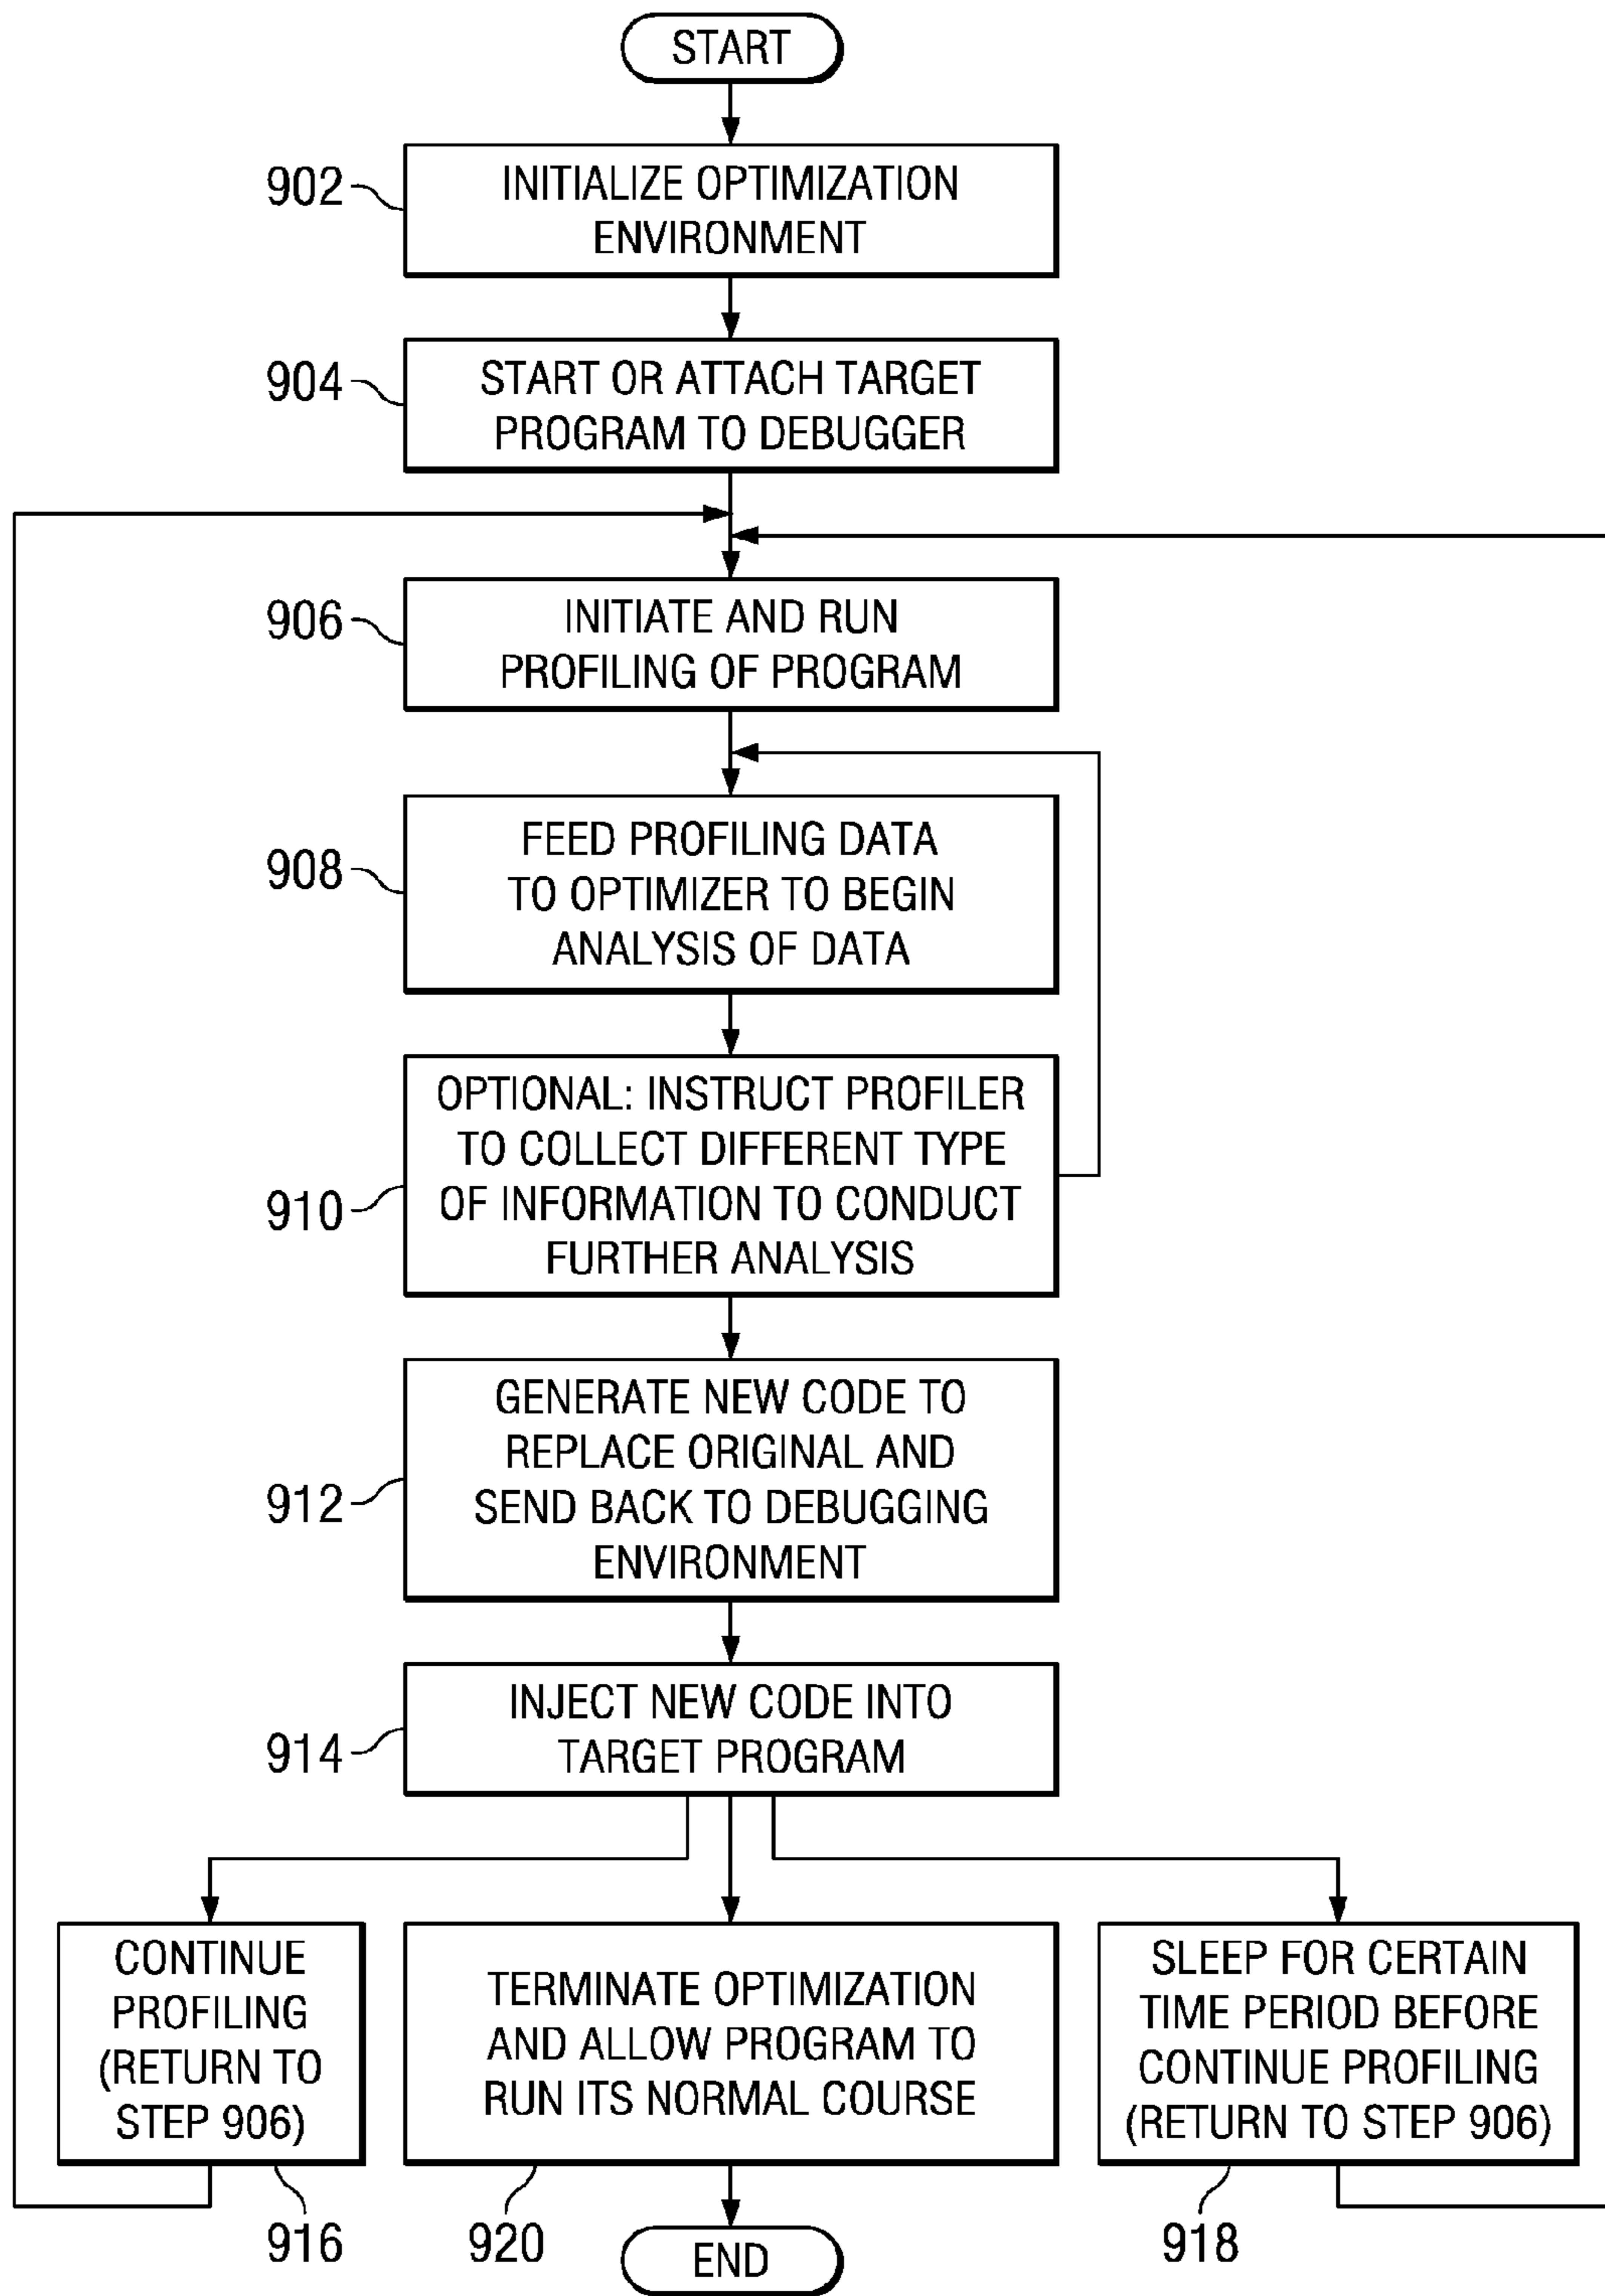 START
902
INITIALIZE OPTIMIZATION
ENVIRONMENT
904
START OR ATTACH TARGET
PROGRAM TO DEBUGGER
906
INITIATE AND RUN
PROFILING OF PROGRAM
908
FEED PROFILING DATA
TO OPTIMIZER TO BEGIN
ANALYSIS OF DATA
910
OPTIONAL: INSTRUCT PROFILER
TO COLLECT DIFFERENT TYPE
OF INFORMATION TO CONDUCT
FURTHER ANALYSIS
912
GENERATE NEW CODE TO
REPLACE ORIGINAL AND
SEND BACK TO DEBUGGING
ENVIRONMENT
914
INJECT NEW CODE INTO
TARGET PROGRAM
CONTINUE
PROFILING
(RETURN TO
STEP 906)
916
TERMINATE OPTIMIZATION
AND ALLOW PROGRAM TO
RUN ITS NORMAL COURSE
920
SLEEP FOR CERTAIN
TIME PERIOD BEFORE
CONTINUE PROFILING
(RETURN TO STEP 906)
918
END